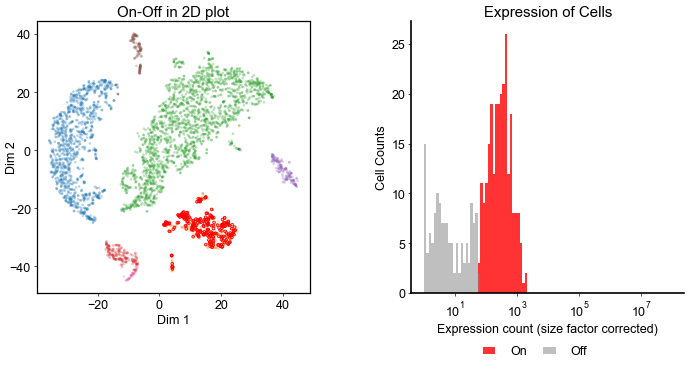 On-Off in 2D plot
40
20
0
−20
−40
Dim 2
−20 0 20 40
Dim 1
Expression of Cells
25
20
15
10
5
0
Cell Counts
10^1 10^3 10^5 10^7
Expression count (size factor corrected)
On Off